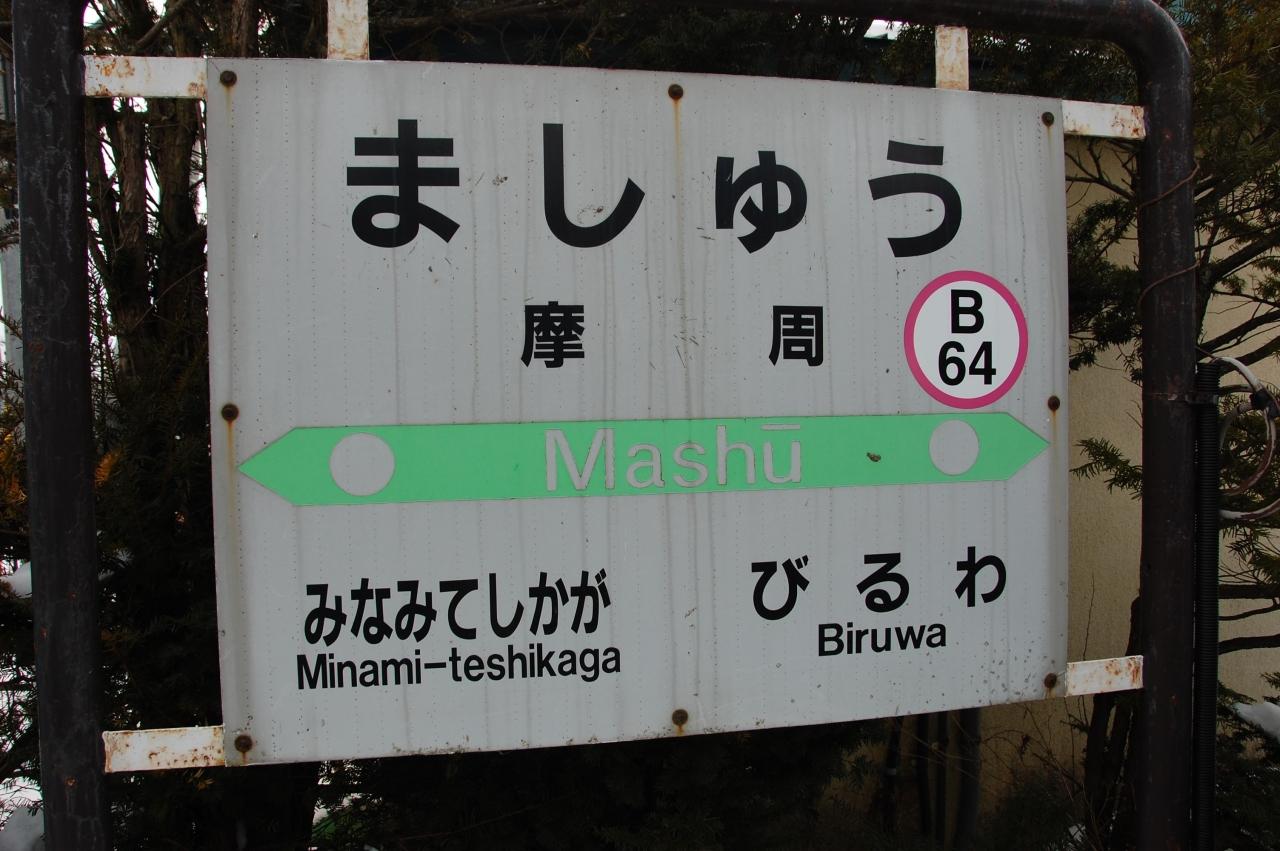 ましゅう
摩周
B
64
Mashū
みなみてしかが
Minami-teshikaga
びるわ
Biruwa